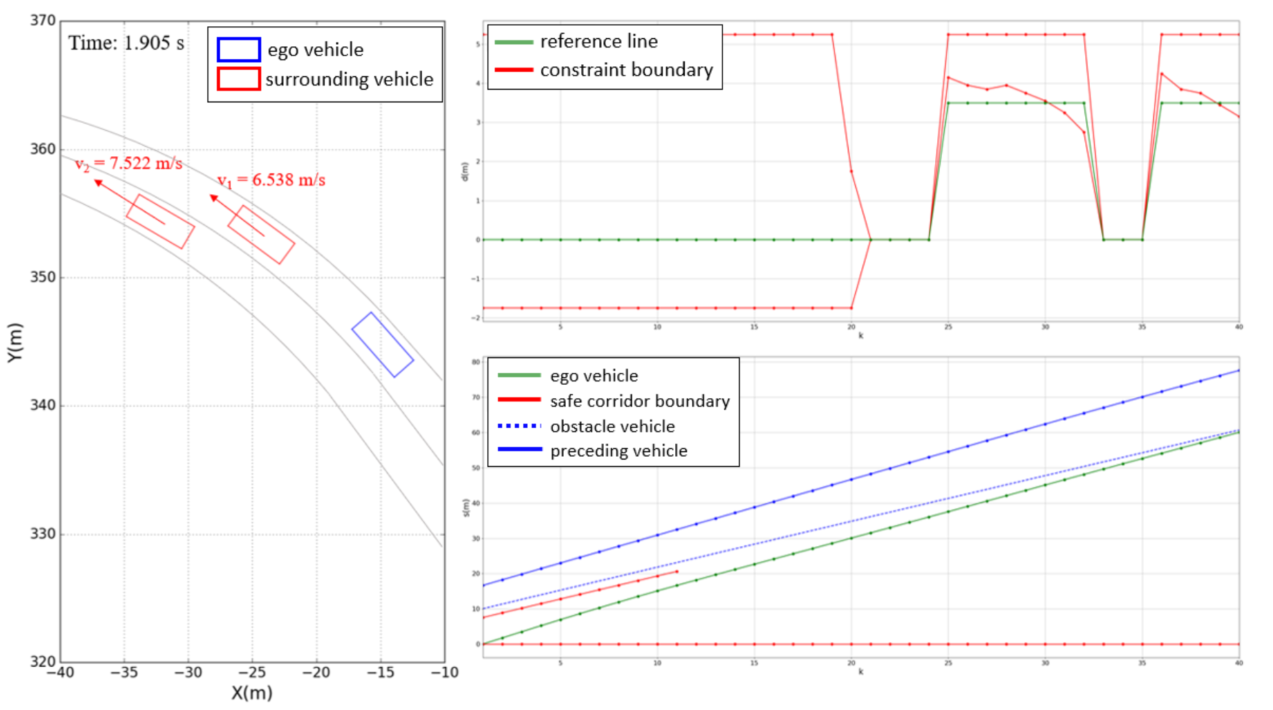 Time: 1.905 s
ego vehicle
surrounding vehicle
v₂ = 7.522 m/s
v₁ = 6.538 m/s
370
360
350
340
330
320
−40 −35 −30 −25 −20 −15 −10
X(m)
Y(m)
reference line
constraint boundary
5
4
3
2
1
0
−1
−2
5 10 15 20 25 30 35 40
k
d(m)
ego vehicle
safe corridor boundary
obstacle vehicle
preceding vehicle
80
70
60
50
40
30
20
10
0
5 10 15 20 25 30 35 40
k
s(m)